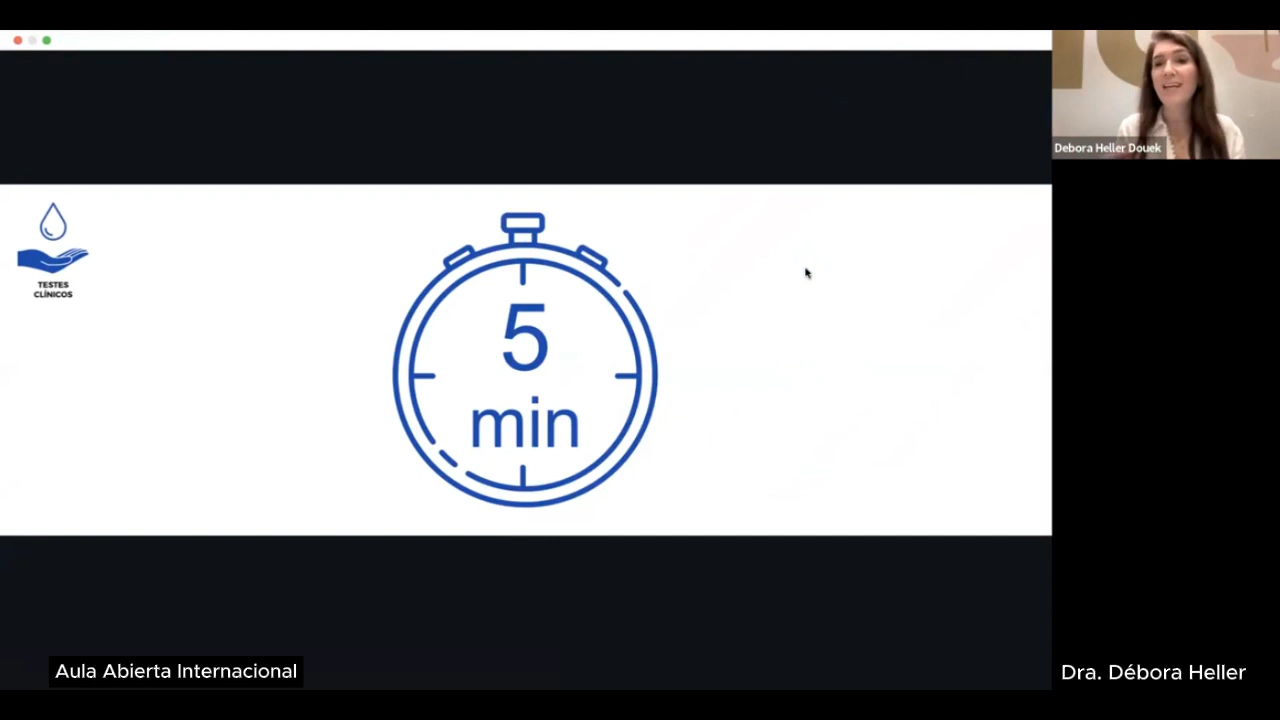 Debora Heller Douek
TESTES
CLÍNICOS
5
min
Aula Abierta Internacional
Dra. Débora Heller